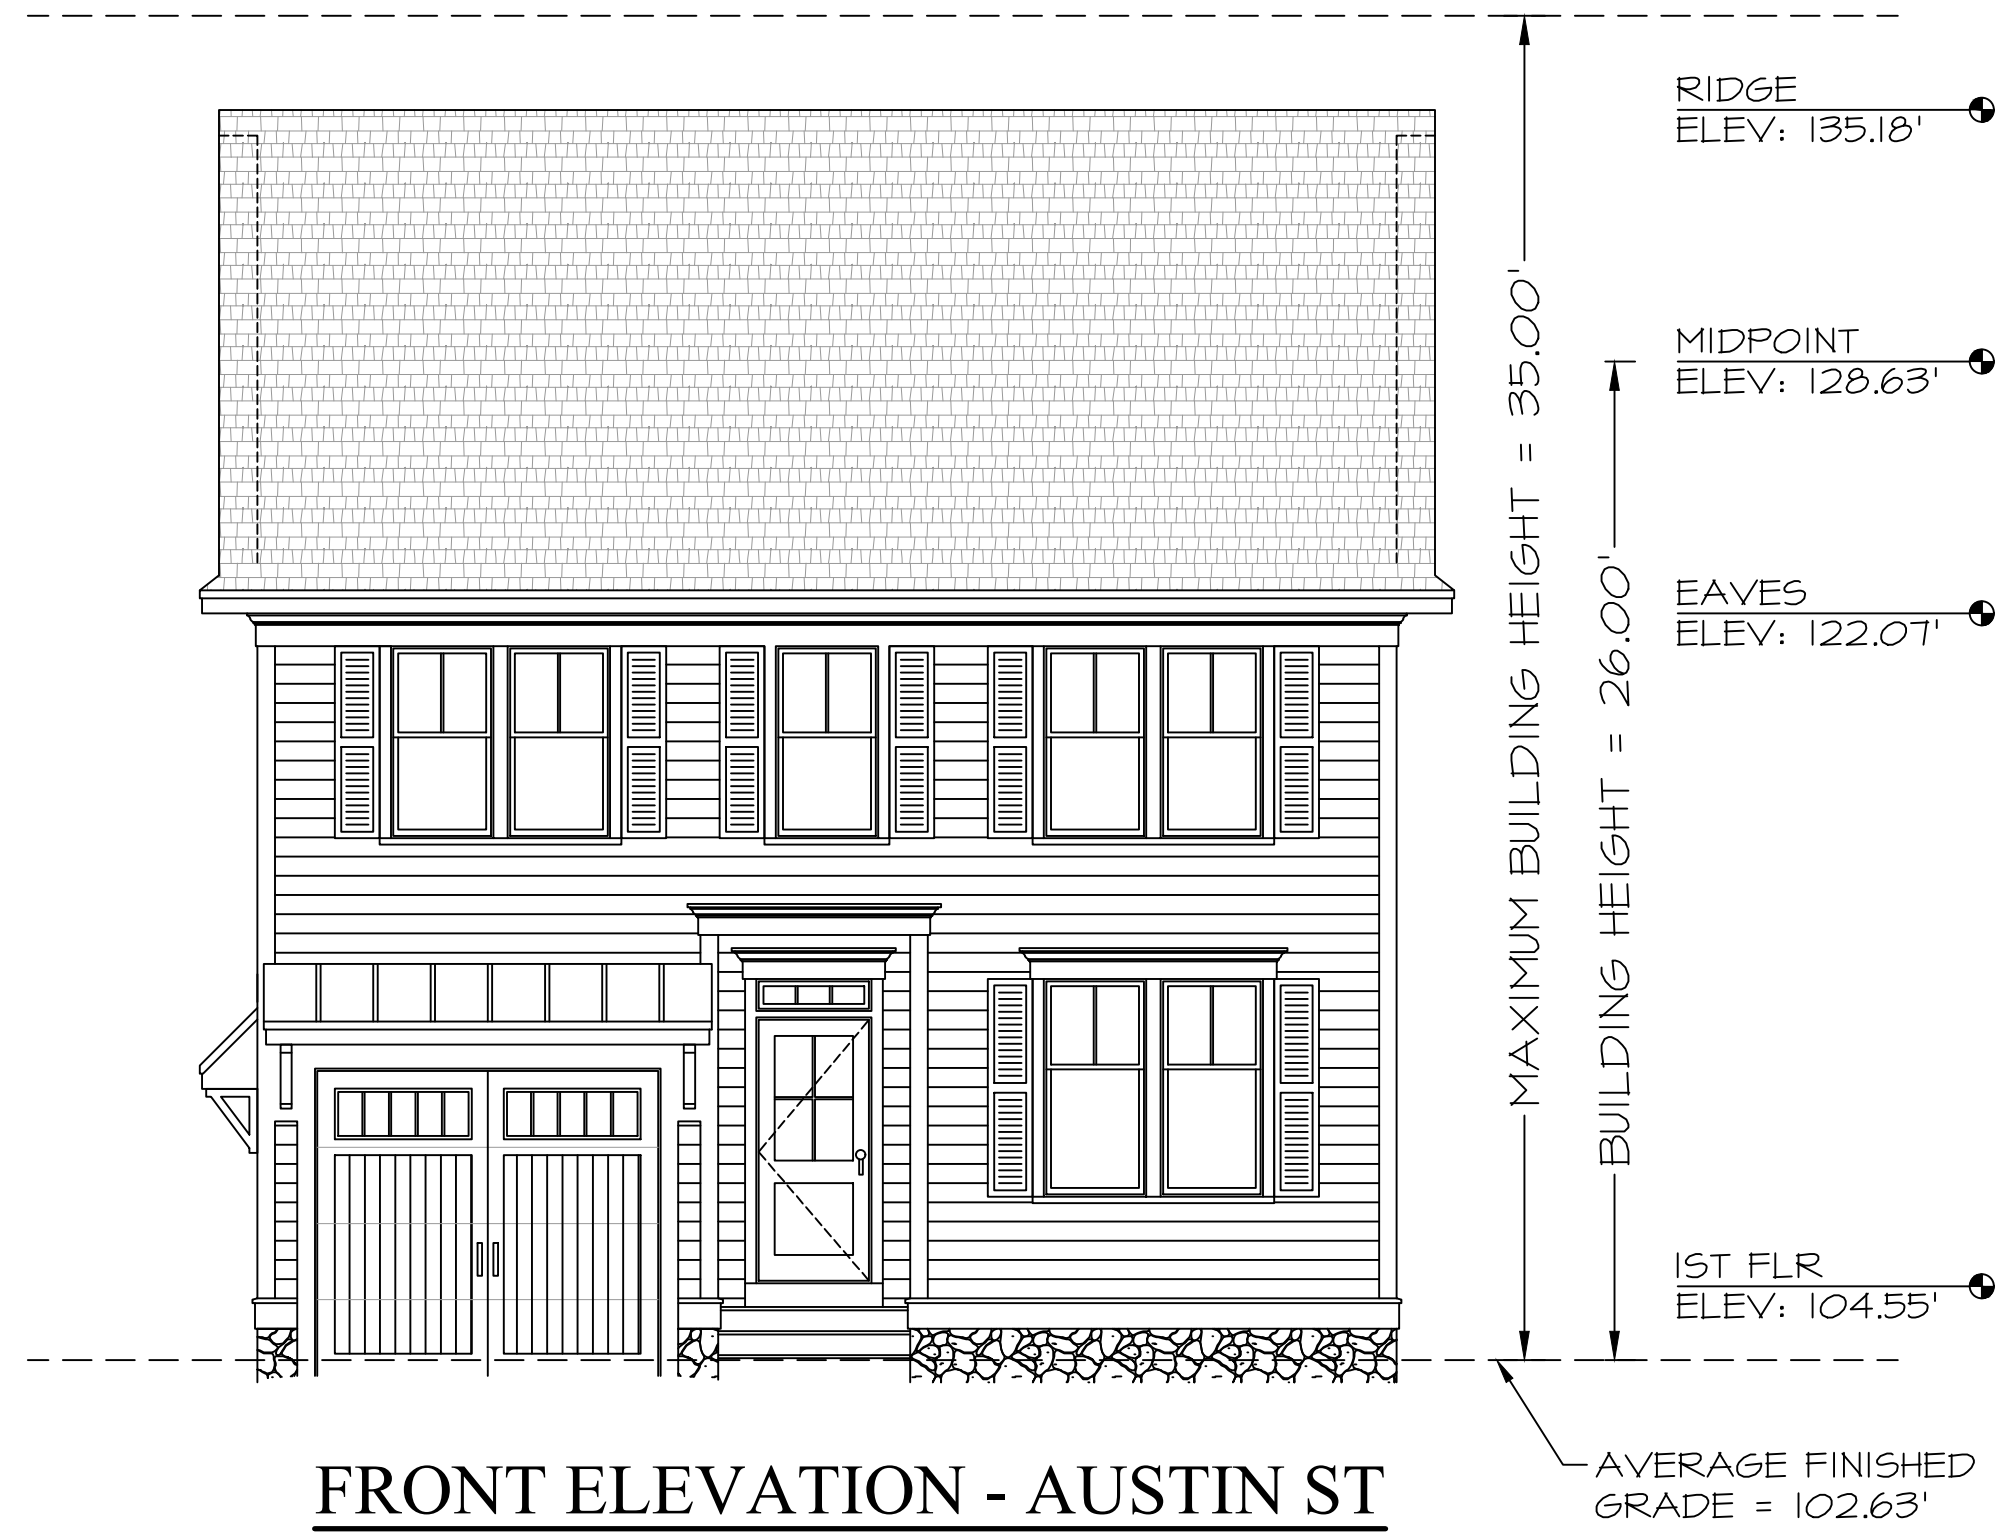 RIDGE
ELEV: 135.18'
MIDPOINT
ELEV: 128.63'
EAVES
ELEV: 122.07'
MAXIMUM BUILDING HEIGHT = 35.00'
BUILDING HEIGHT = 26.00'
1ST FLR
ELEV: 104.55'
AVERAGE FINISHED
GRADE = 102.63'
FRONT ELEVATION - AUSTIN ST